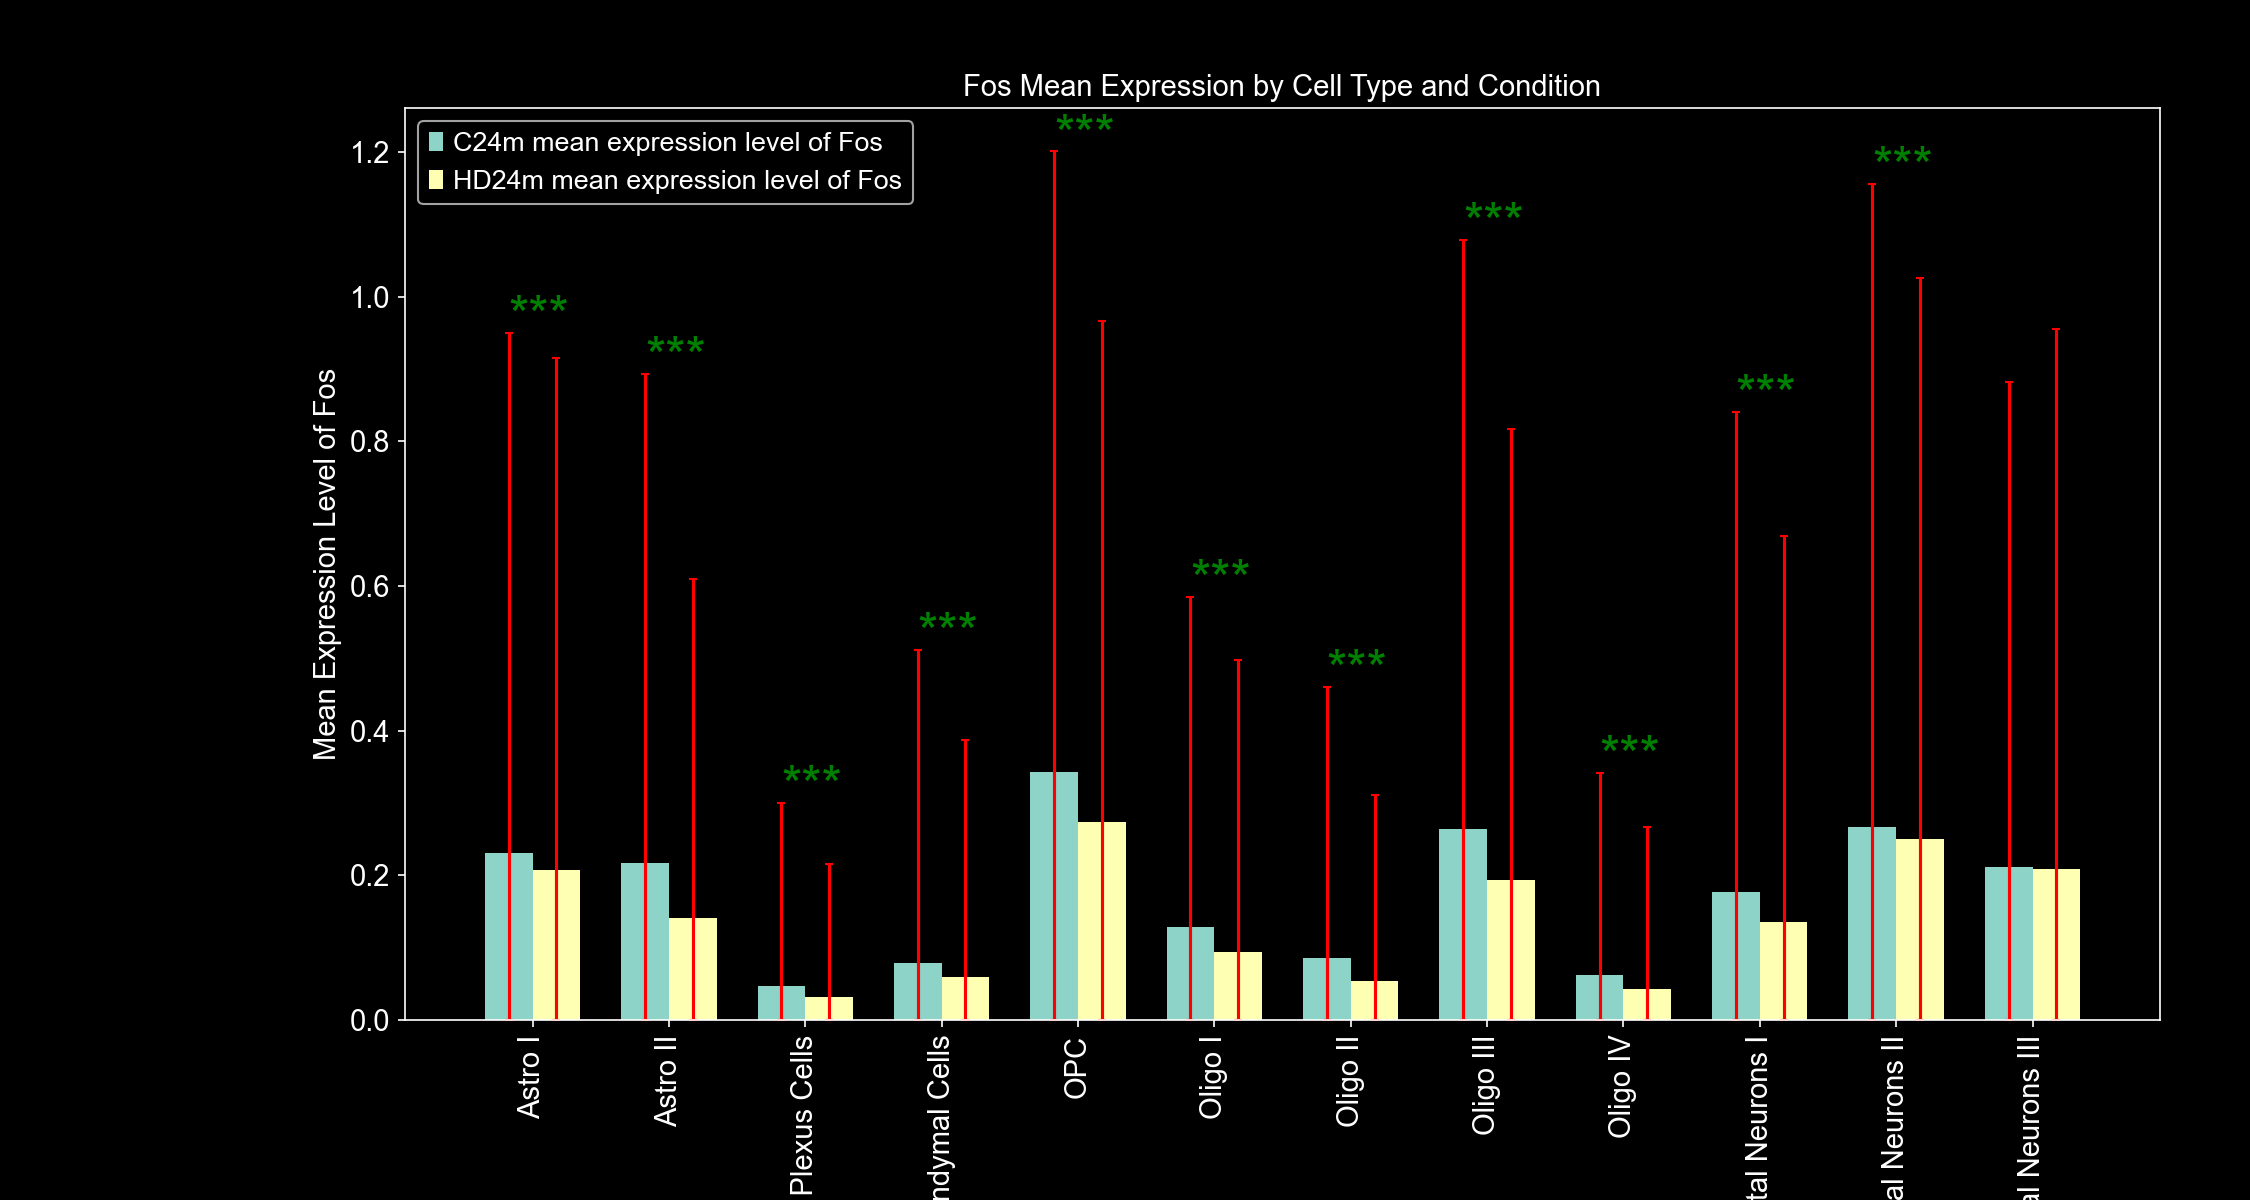 Fos Mean Expression by Cell Type and Condition
C24m mean expression level of Fos
HD24m mean expression level of Fos
***
***
***
***
***
***
***
***
***
***
***
1.2
1.0
0.8
0.6
0.4
0.2
0.0
Mean Expression Level of Fos
Astro I
Astro II
Plexus Cells
ndymal Cells
OPC
Oligo I
Oligo II
Oligo III
Oligo IV
tal Neurons I
al Neurons II
al Neurons III